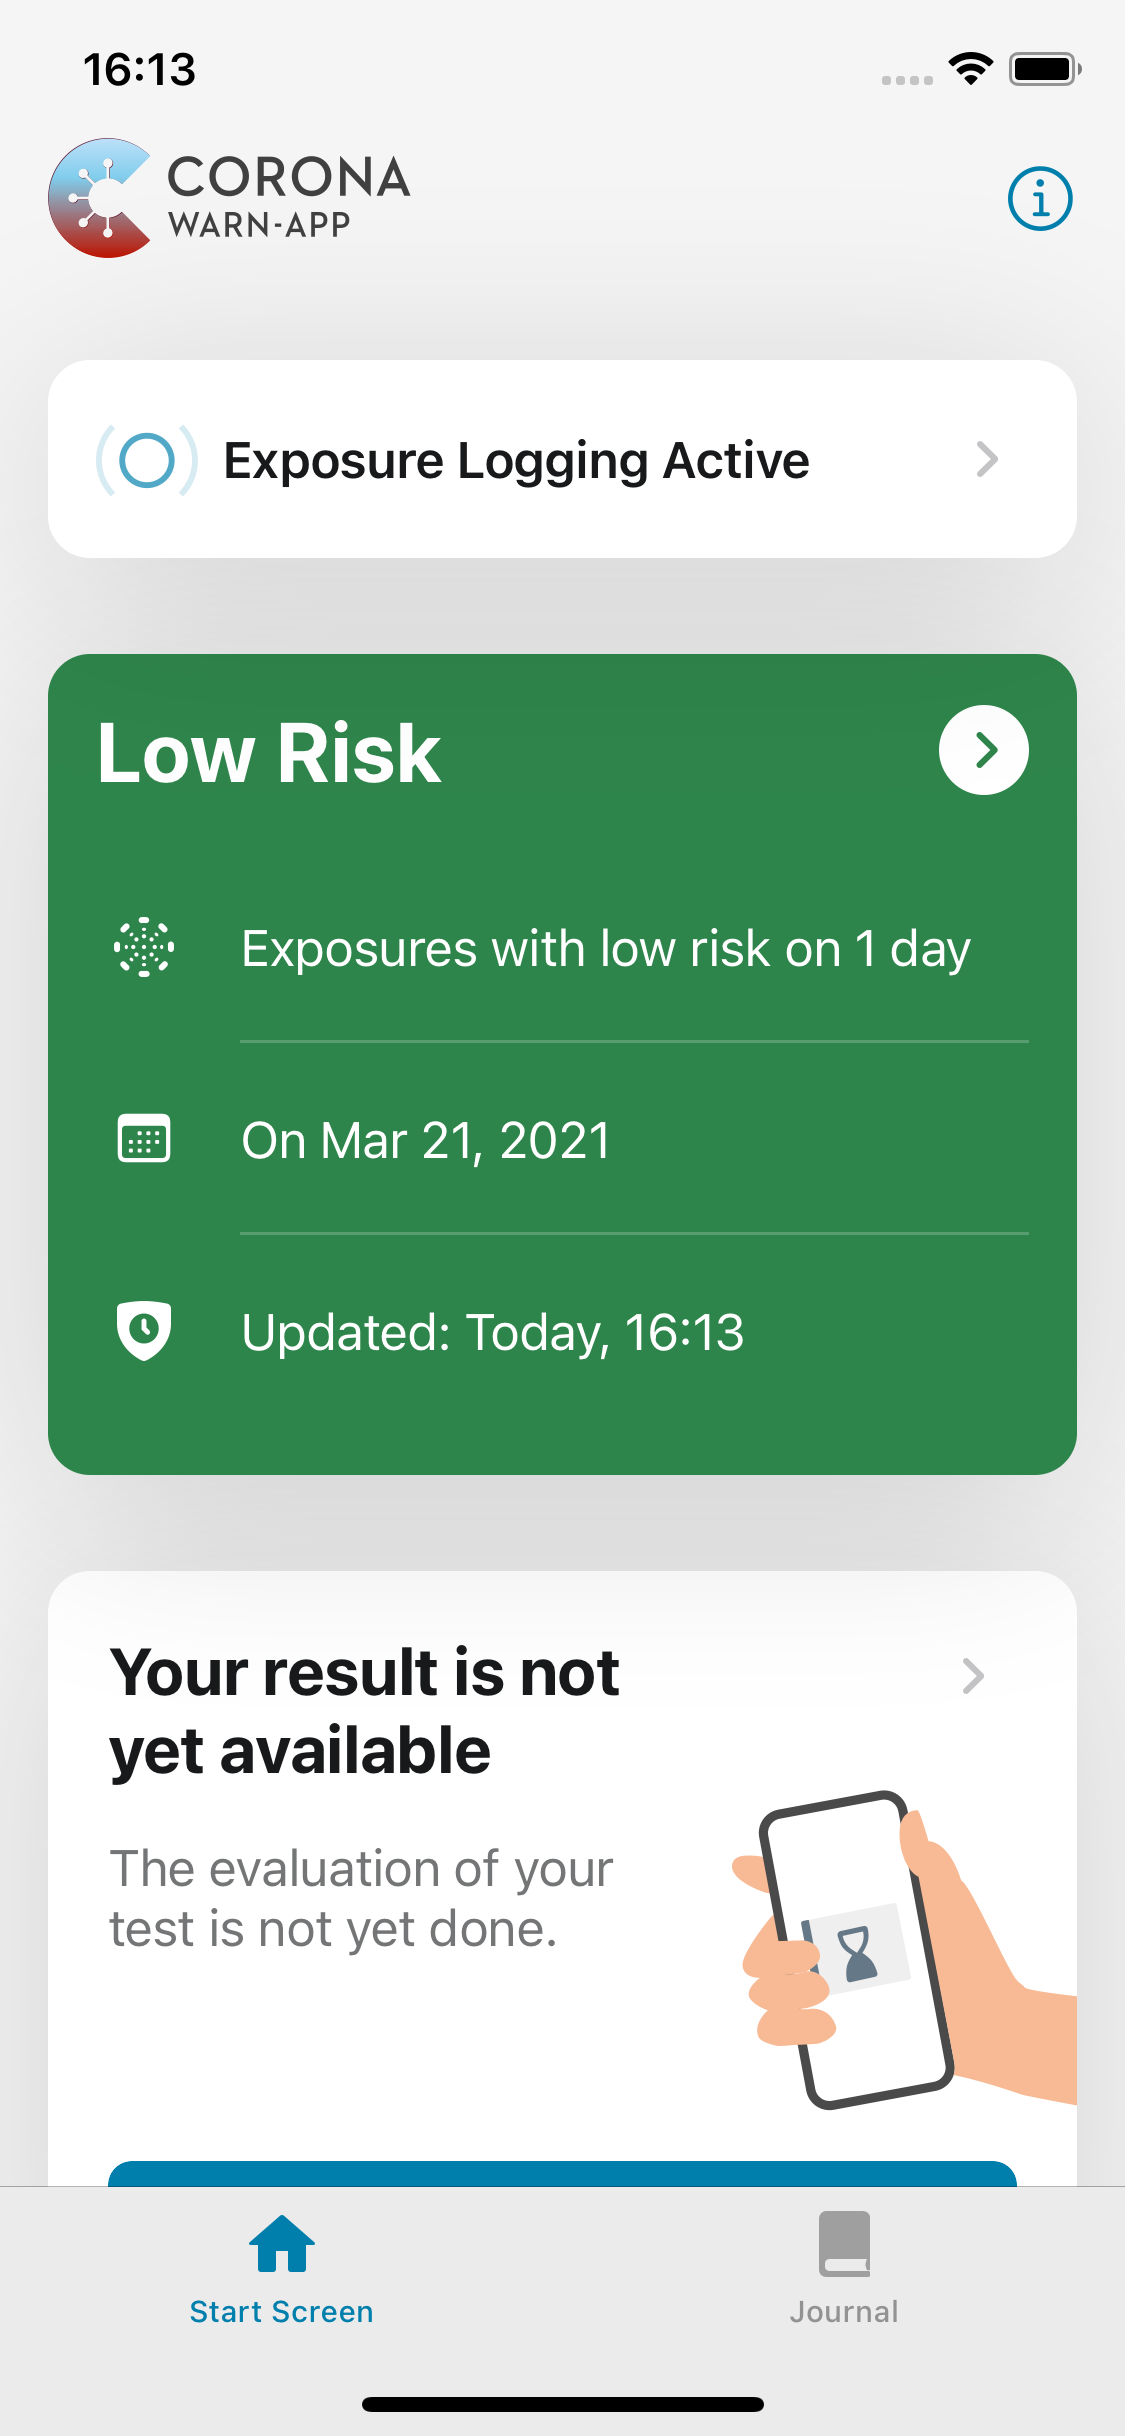 16:13
CORONA
WARN-APP
Exposure Logging Active
Low Risk
Exposures with low risk on 1 day
On Mar 21, 2021
Updated: Today, 16:13
Your result is not
yet available
The evaluation of your
test is not yet done.
Start Screen
Journal